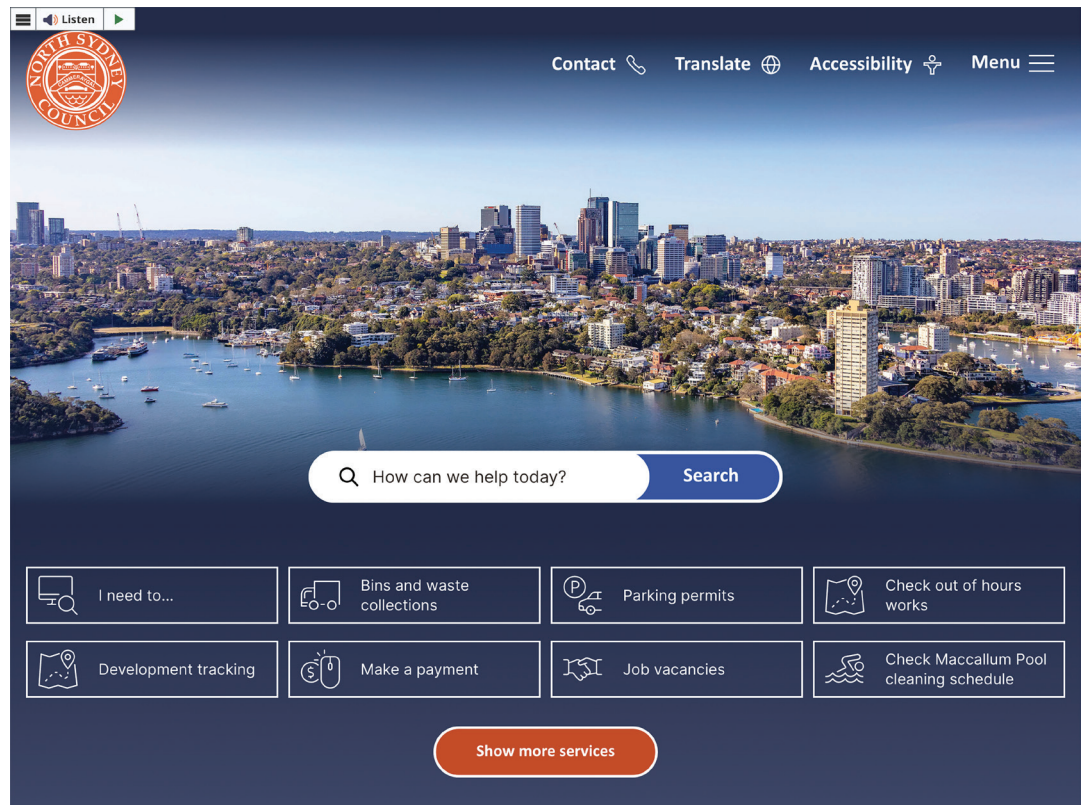 Listen
NORTH SYDNEY
COUNCIL
Contact
Translate
Accessibility
Menu
How can we help today?
Search
I need to...
Bins and waste
collections
P
Parking permits
Check out of hours
works
Development tracking
$
Make a payment
Job vacancies
Check Maccallum Pool
cleaning schedule
Show more services